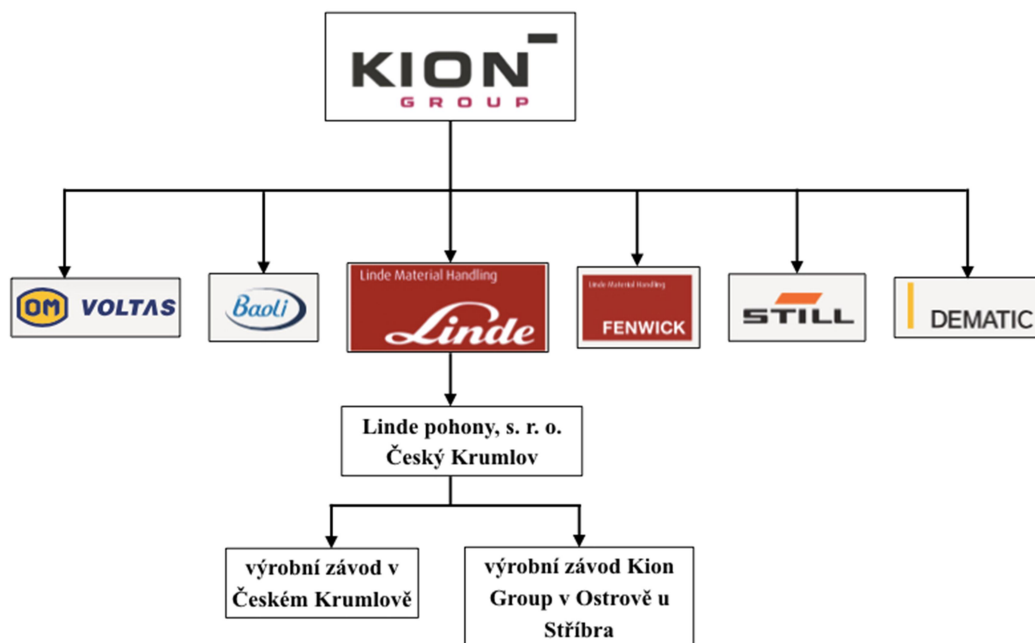 KION
GROUP
OM VOLTAS
Baoli
Linde Material Handling
Linde
Linde Material Handling
FENWICK
STILL
DEMATIC
Linde pohony, s. r. o.
Český Krumlov
výrobní závod v
Českém Krumlově
výrobní závod Kion
Group v Ostrově u
Stříbra